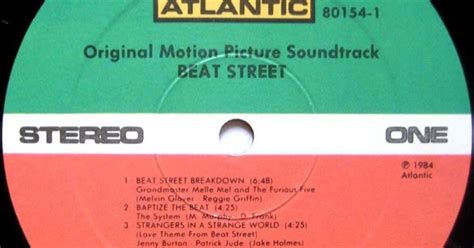 ATLANTIC
80154-1
Original Motion Picture Soundtrack
BEAT STREET
STEREO
ONE
℗ 1984
Atlantic
1 BEAT STREET BREAKDOWN (6:48)
Grandmaster Melle Mel and The Furious Five
(Melvin Glover - Reggie Griffin)
2 BAPTIZE THE BEAT (4:25)
The System (M. Murphy - D. Frank)
3 STRANGERS IN A STRANGE WORLD (4:25)
(Love Theme From Beat Street)
Jenny Burton - Patrick Jude (Jake Holmes)